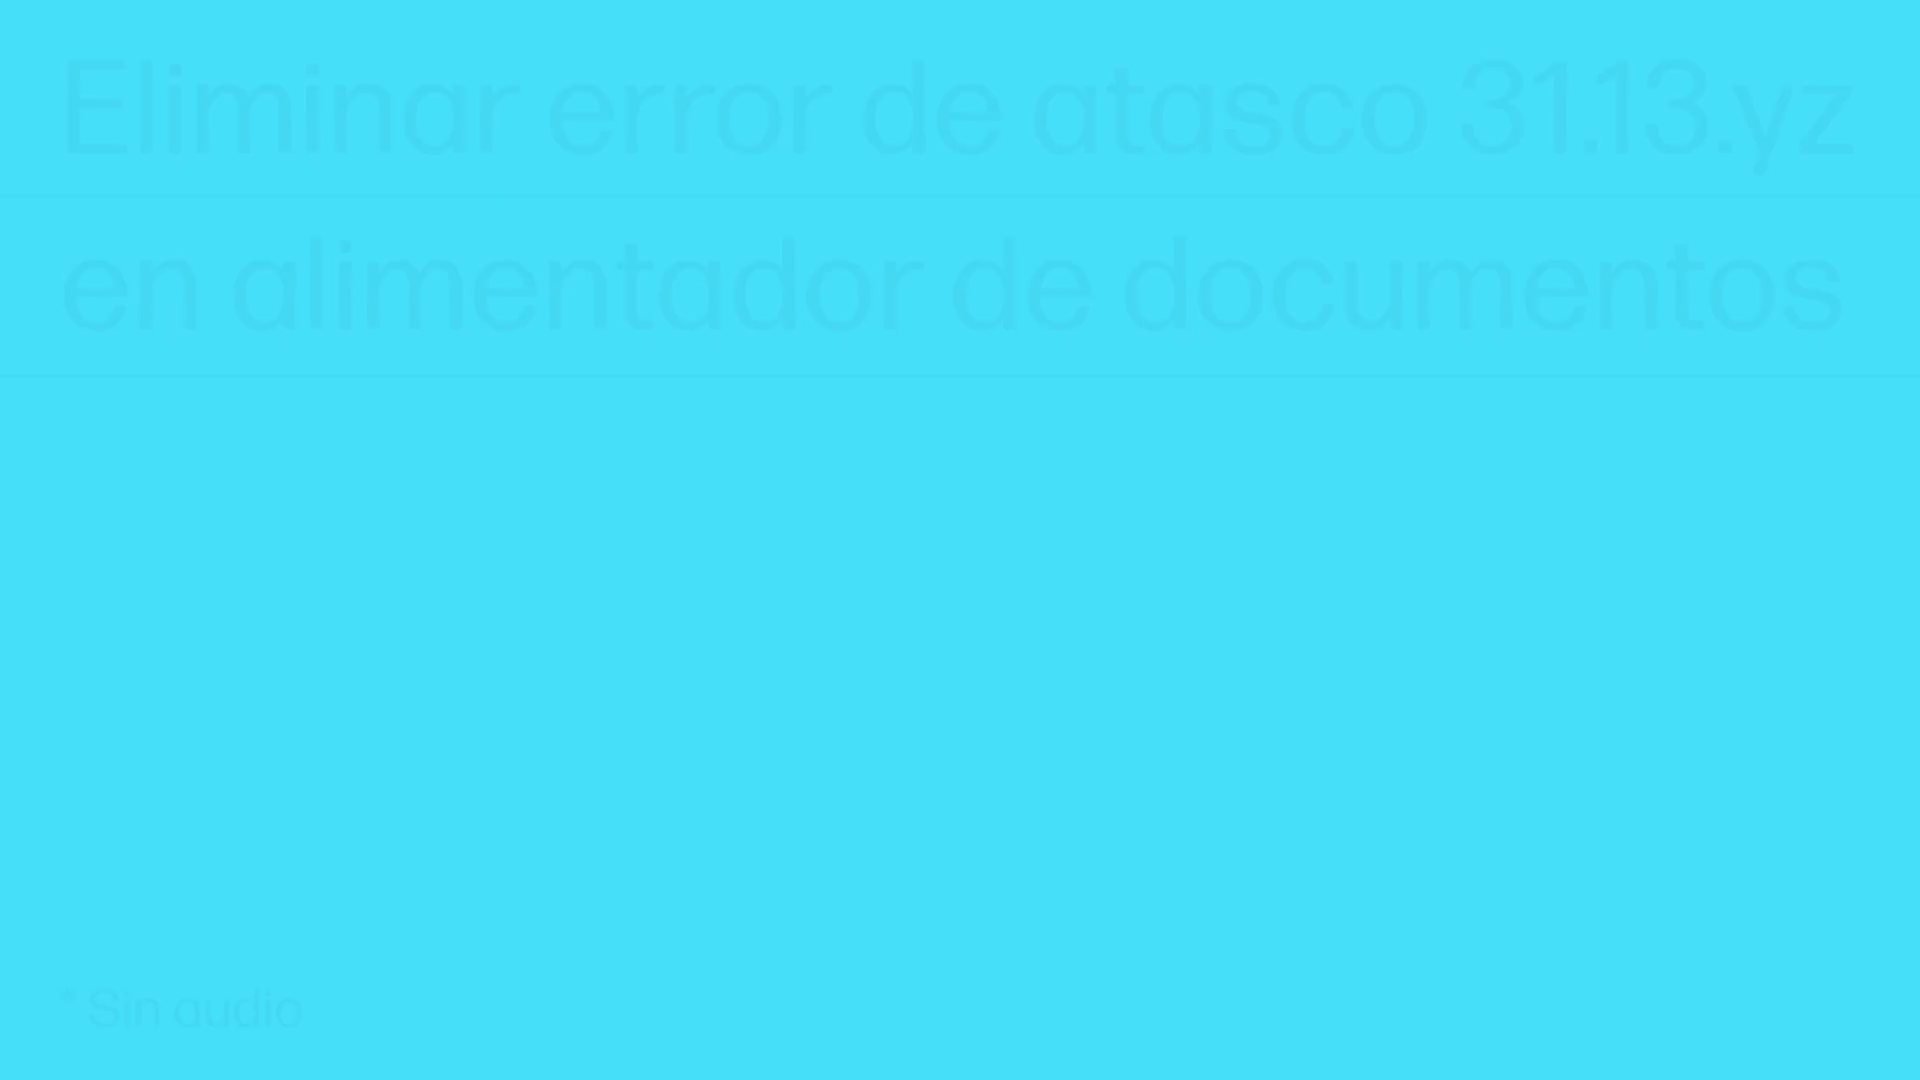 Eliminar error de atasco 31.13.yz
en alimentador de documentos
* Sin audio